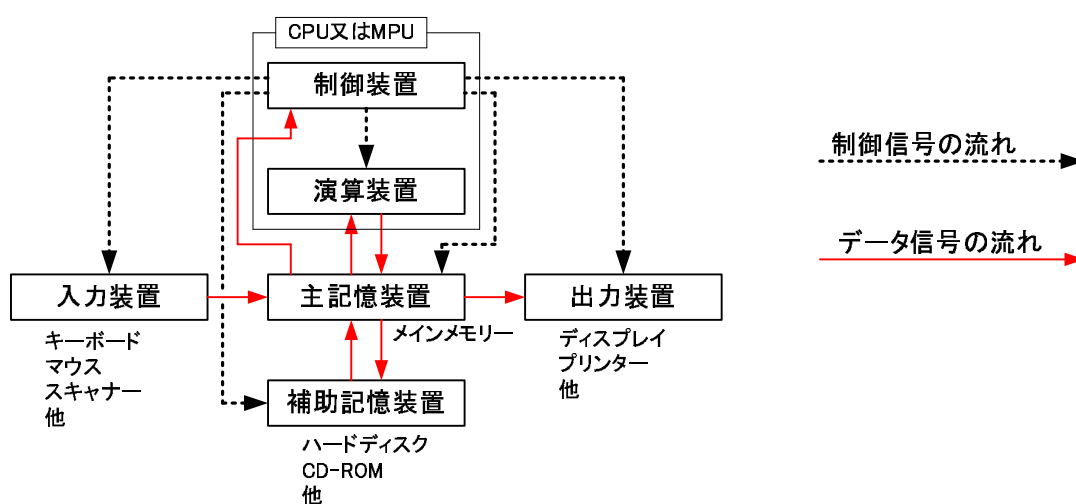 CPU又はMPU
制御装置
演算装置
制御信号の流れ
データ信号の流れ
入力装置
主記憶装置
出力装置
キーボード
マウス
スキャナー
他
メインメモリー
ディスプレイ
プリンター
他
補助記憶装置
ハードディスク
CD-ROM
他